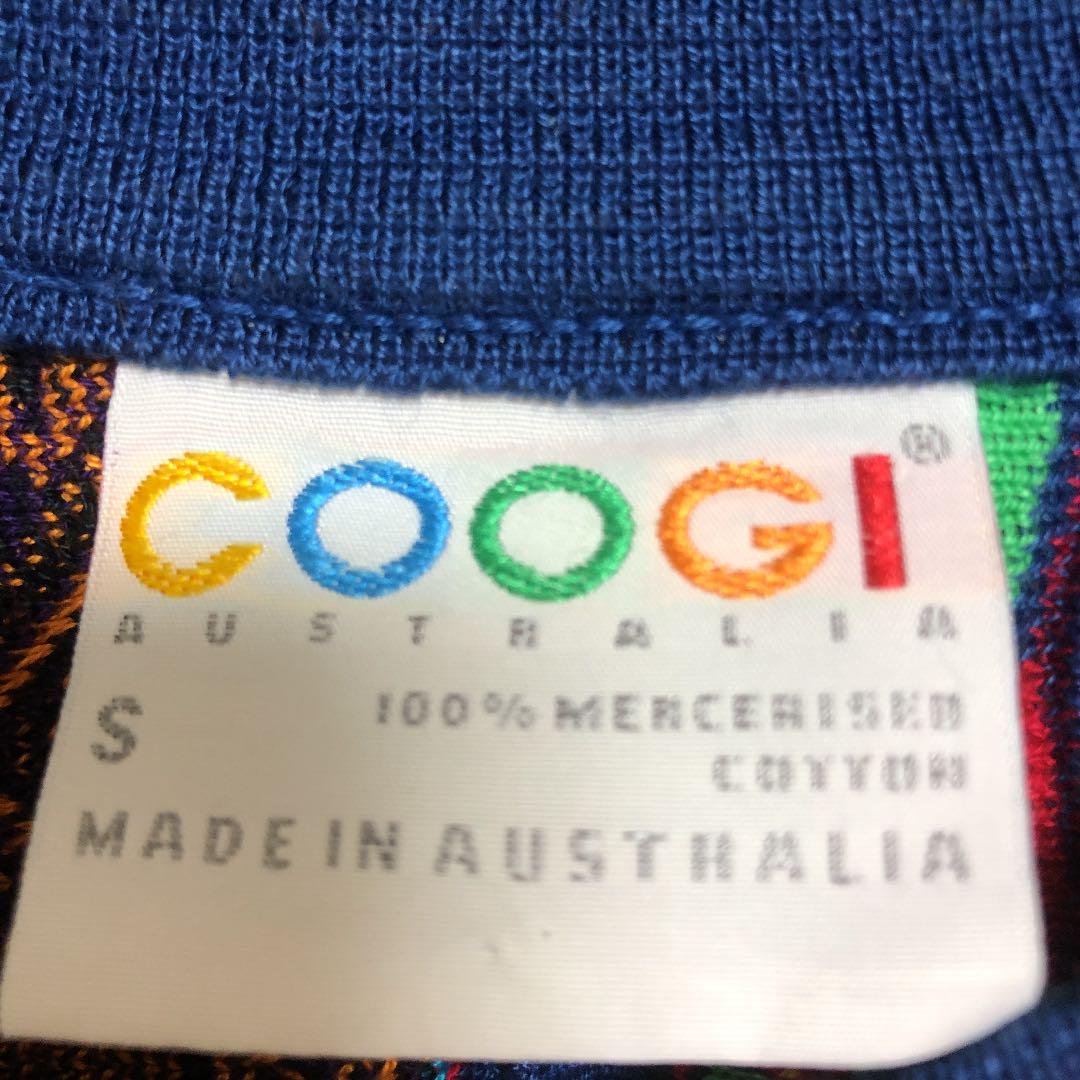 COOGI®
AUSTRALIA
S 100% MERCERISED
COTTON
MADE IN AUSTRALIA